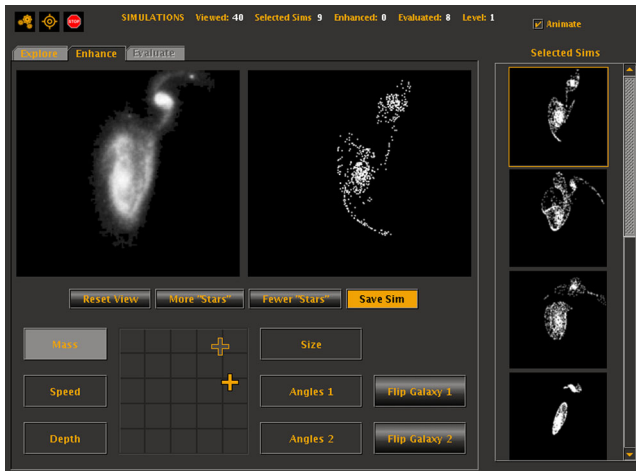 SIMULATIONS Viewed: 40 Selected Sims 9 Enhanced: 0 Evaluated: 8 Level: 1
STOP
Animate
Explore Enhance Evaluate
Selected Sims
Reset View More "Stars" Fewer "Stars" Save Sim
Mass Size
Speed Angles 1 Flip Galaxy 1
Depth Angles 2 Flip Galaxy 2